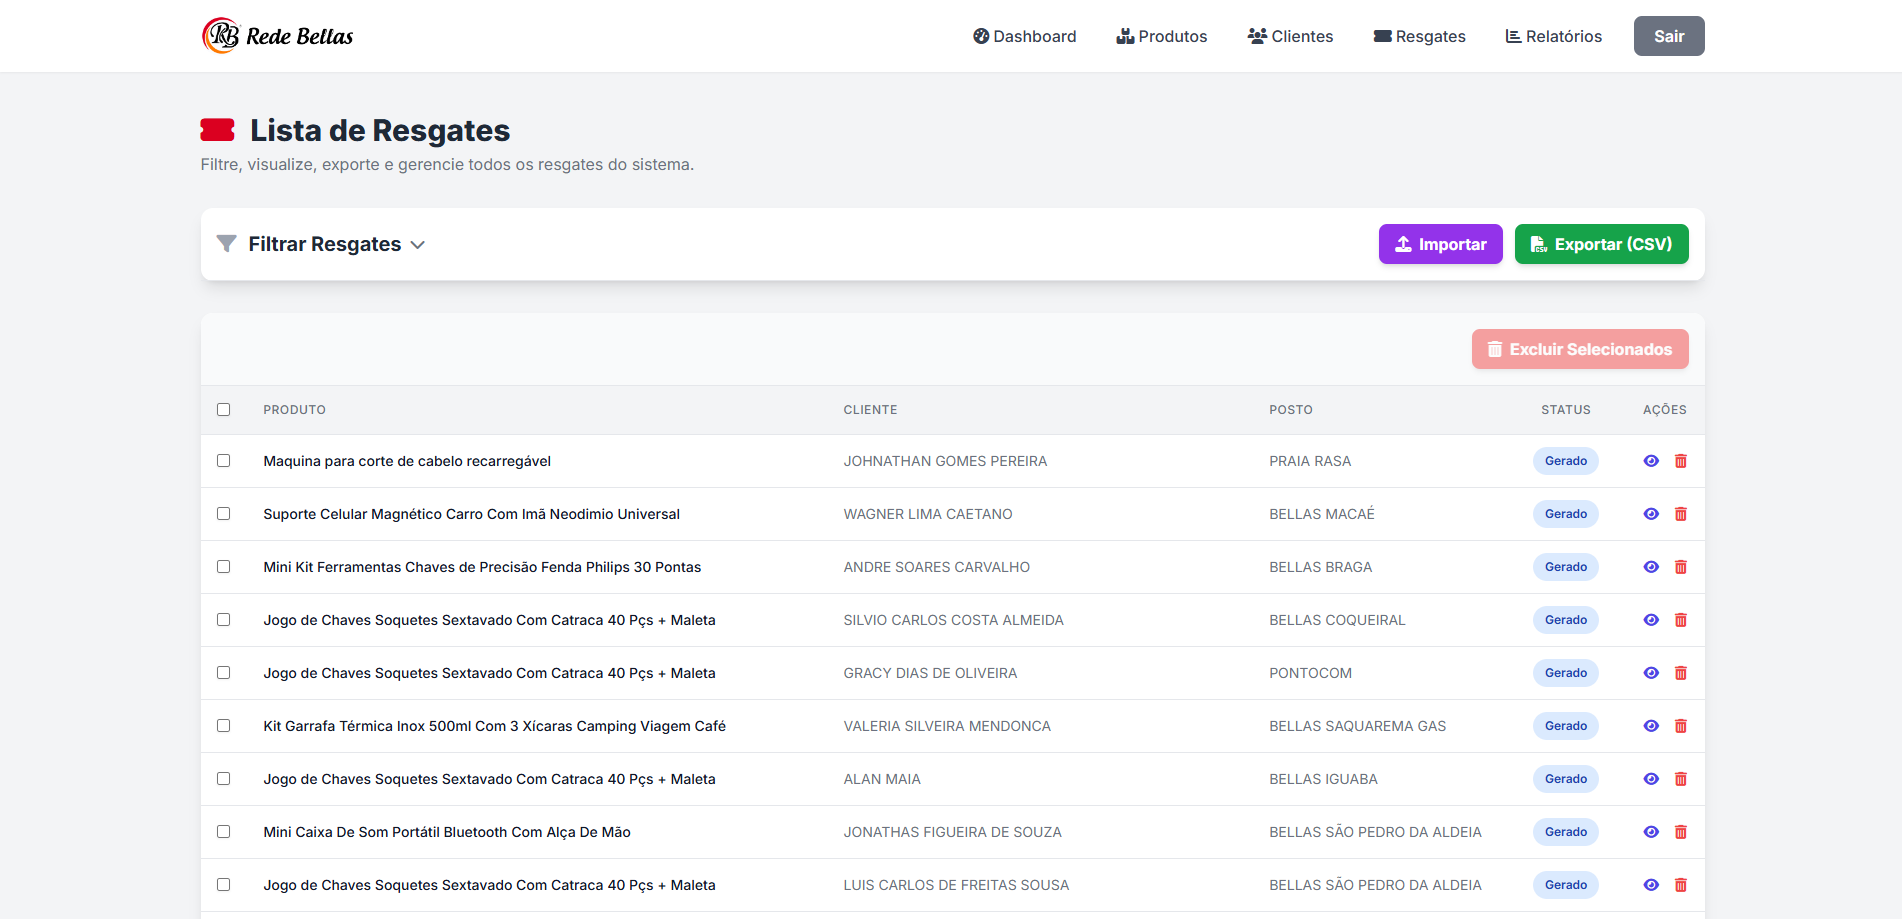 RB Rede Bellas
Dashboard Produtos Clientes Resgates Relatórios Sair
Lista de Resgates
Filtre, visualize, exporte e gerencie todos os resgates do sistema.
Filtrar Resgates Importar CSV Exportar (CSV)
Excluir Selecionados
PRODUTO CLIENTE POSTO STATUS AÇÕES
Maquina para corte de cabelo recarregável JOHNATHAN GOMES PEREIRA PRAIA RASA Gerado
Suporte Celular Magnético Carro Com Imã Neodimio Universal WAGNER LIMA CAETANO BELLAS MACAÉ Gerado
Mini Kit Ferramentas Chaves de Precisão Fenda Philips 30 Pontas ANDRE SOARES CARVALHO BELLAS BRAGA Gerado
Jogo de Chaves Soquetes Sextavado Com Catraca 40 Pçs + Maleta SILVIO CARLOS COSTA ALMEIDA BELLAS COQUEIRAL Gerado
Jogo de Chaves Soquetes Sextavado Com Catraca 40 Pçs + Maleta GRACY DIAS DE OLIVEIRA PONTOCOM Gerado
Kit Garrafa Térmica Inox 500ml Com 3 Xícaras Camping Viagem Café VALERIA SILVEIRA MENDONCA BELLAS SAQUAREMA GAS Gerado
Jogo de Chaves Soquetes Sextavado Com Catraca 40 Pçs + Maleta ALAN MAIA BELLAS IGUABA Gerado
Mini Caixa De Som Portátil Bluetooth Com Alça De Mão JONATHAS FIGUEIRA DE SOUZA BELLAS SÃO PEDRO DA ALDEIA Gerado
Jogo de Chaves Soquetes Sextavado Com Catraca 40 Pçs + Maleta LUIS CARLOS DE FREITAS SOUSA BELLAS SÃO PEDRO DA ALDEIA Gerado